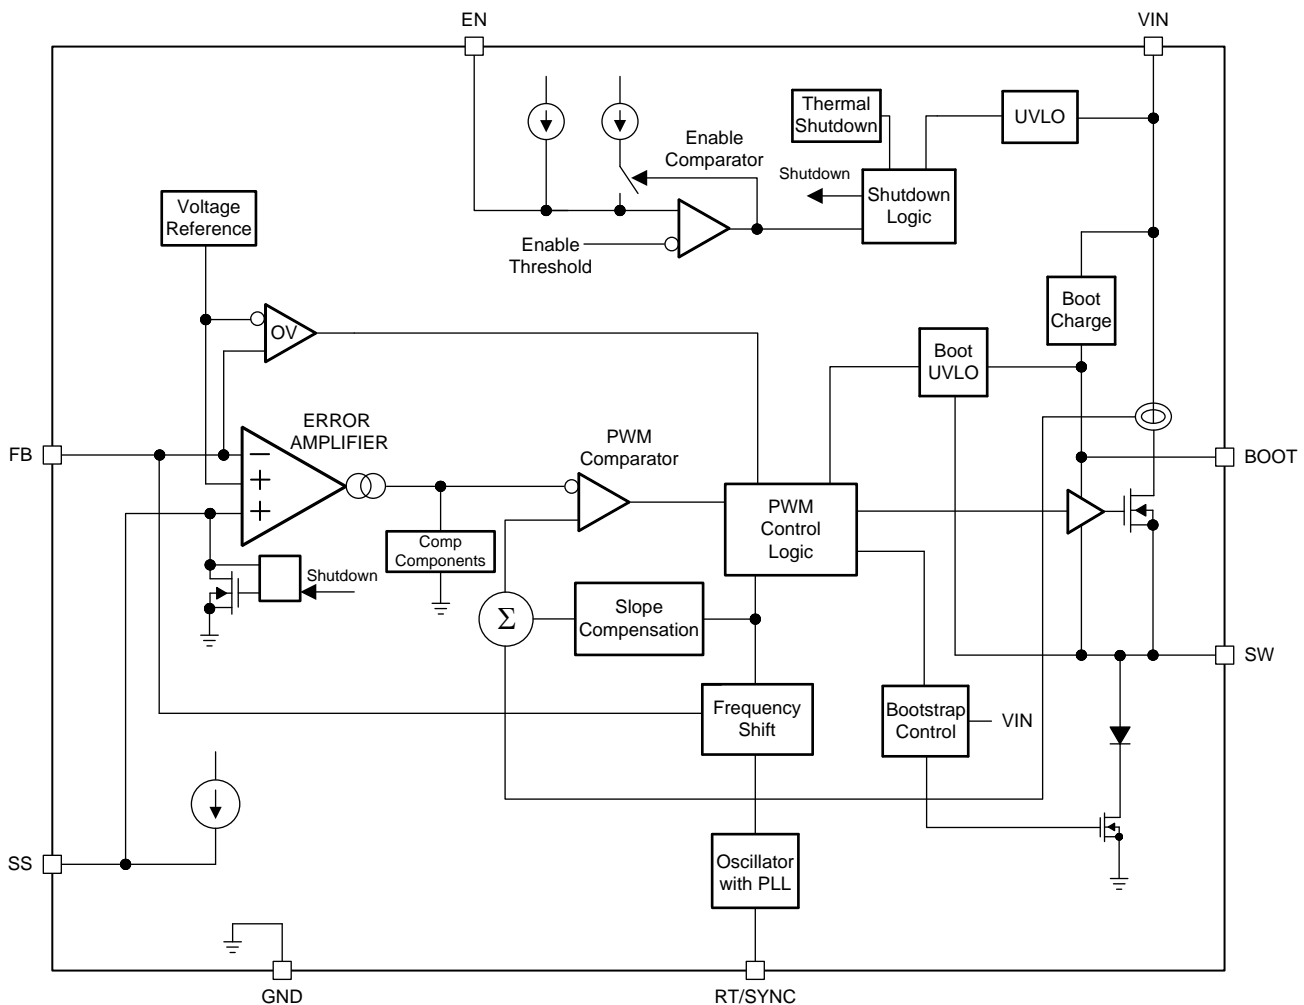 EN
VIN
Thermal
Shutdown
UVLO
Enable
Comparator
Shutdown
Shutdown
Logic
Voltage
Reference
Enable
Threshold
Boot
Charge
OV
Boot
UVLO
ERROR
AMPLIFIER
PWM
Comparator
FB
BOOT
PWM
Control
Logic
Comp
Components
Shutdown
Σ
Slope
Compensation
SW
Frequency
Shift
Bootstrap
Control
VIN
SS
Oscillator
with PLL
GND
RT/SYNC